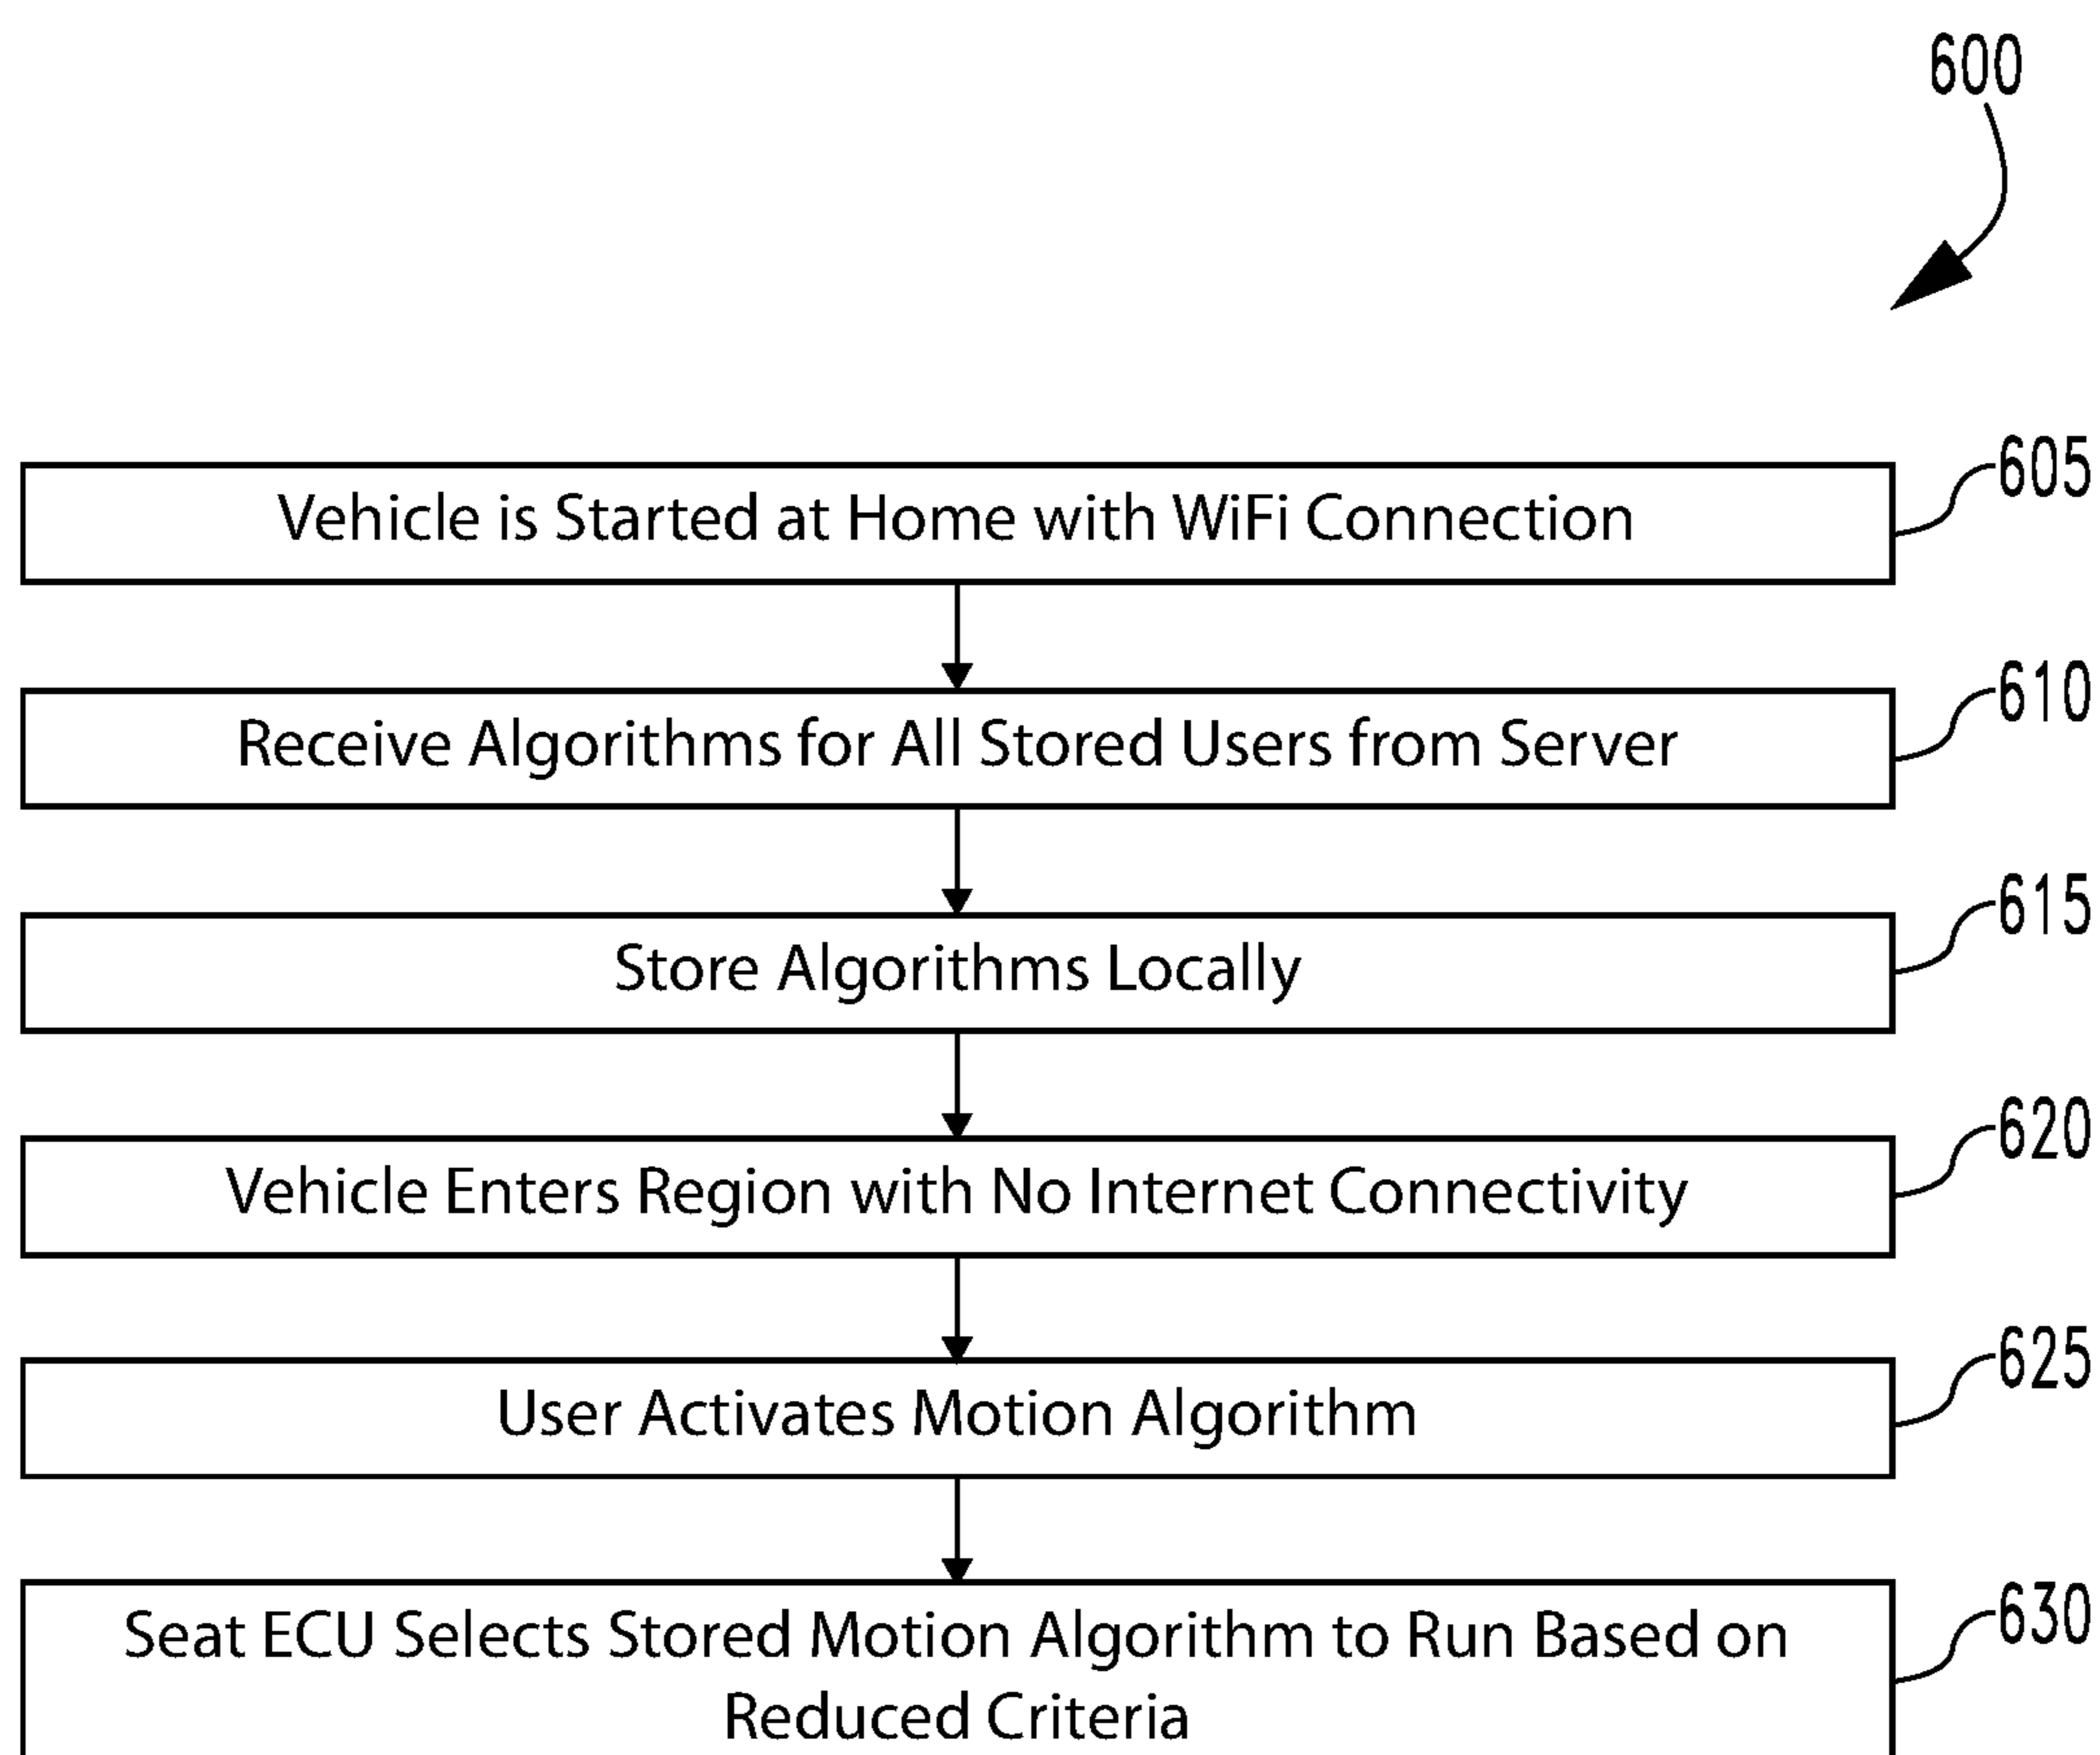 600
Vehicle is Started at Home with WiFi Connection
605
Receive Algorithms for All Stored Users from Server
610
Store Algorithms Locally
615
Vehicle Enters Region with No Internet Connectivity
620
User Activates Motion Algorithm
625
Seat ECU Selects Stored Motion Algorithm to Run Based on
Reduced Criteria
630